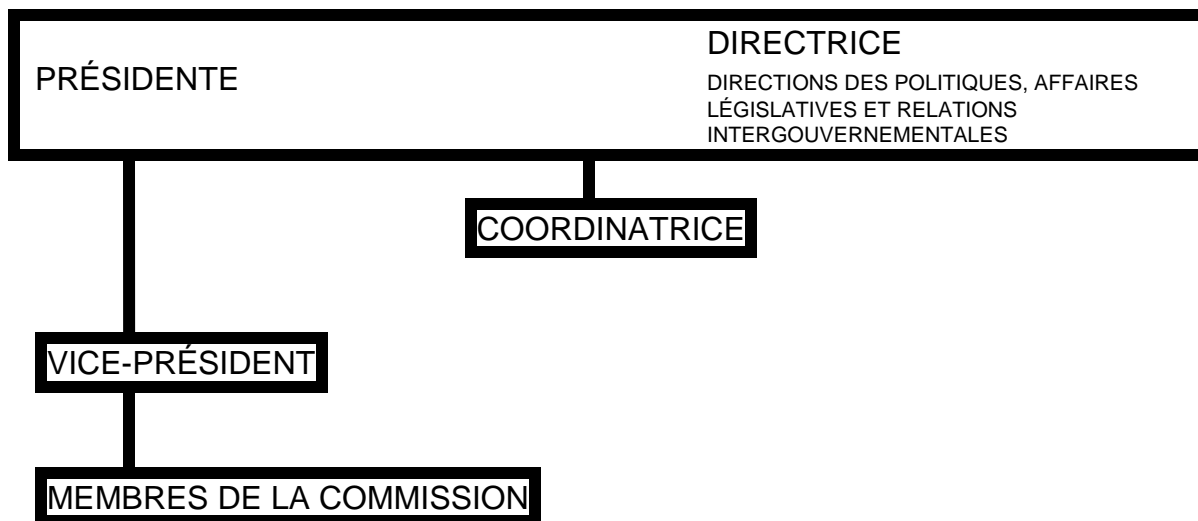 PRÉSIDENTE
DIRECTRICE
DIRECTIONS DES POLITIQUES, AFFAIRES
LÉGISLATIVES ET RELATIONS
INTERGOUVERNEMENTALES
COORDINATRICE
VICE-PRÉSIDENT
MEMBRES DE LA COMMISSION